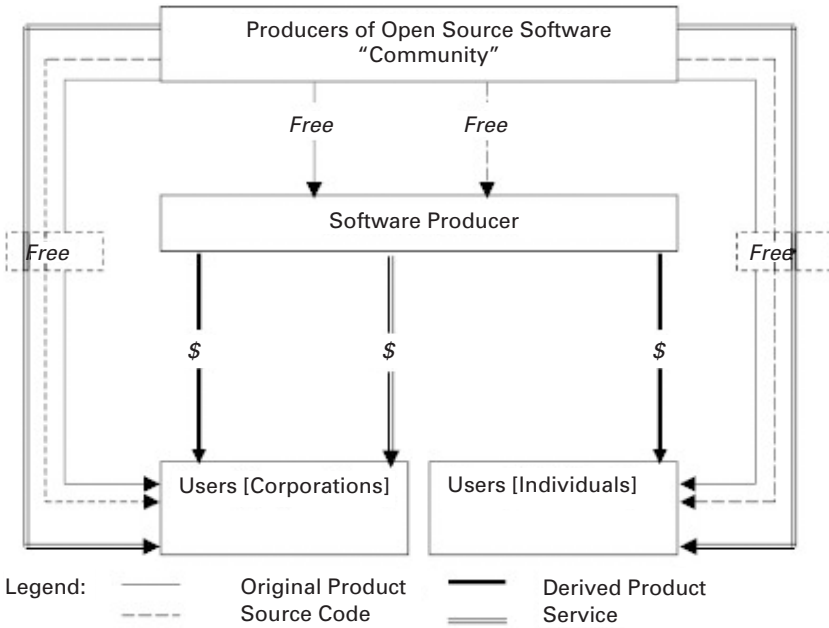 Producers of Open Source Software
“Community”
Free
Free
Software Producer
Free
Free
$
$
$
Users [Corporations]
Users [Individuals]
Legend:
Original Product
Derived Product
Source Code
Service